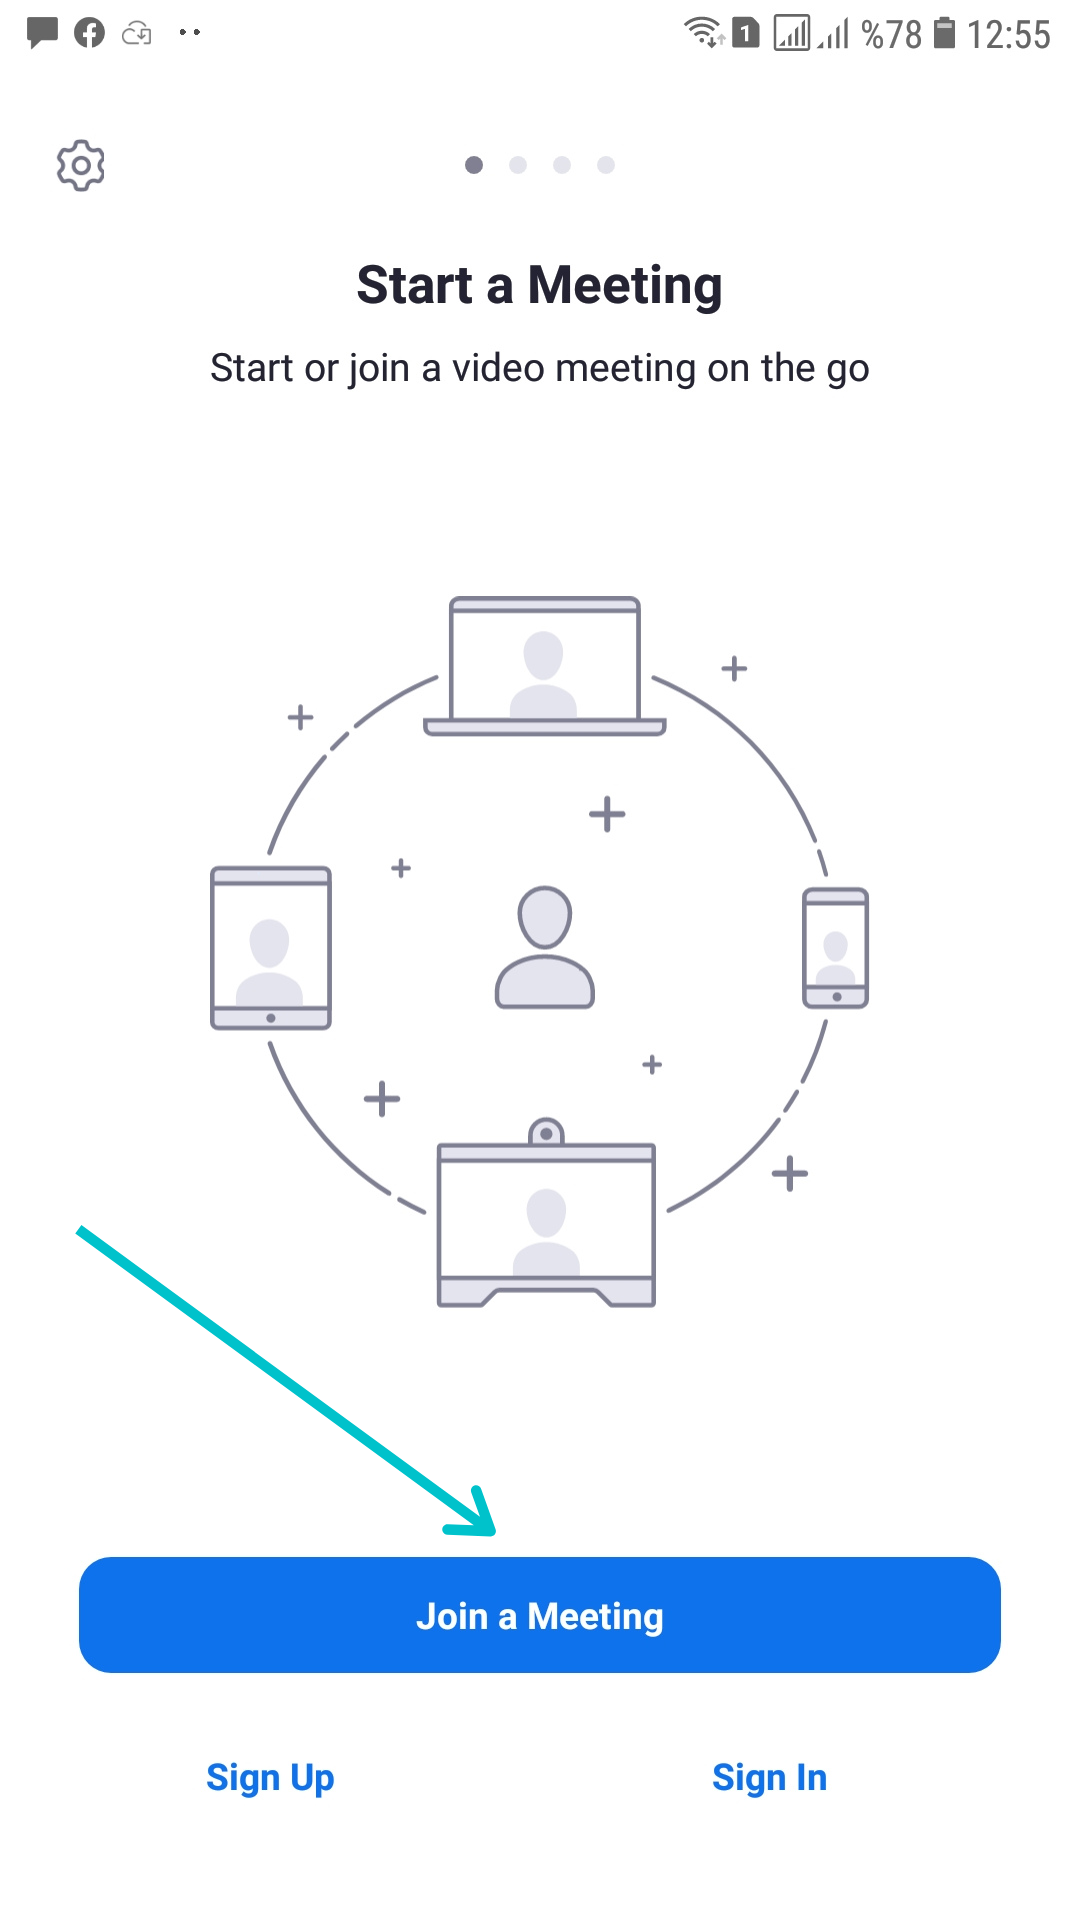 1 %78 12:55
Start a Meeting
Start or join a video meeting on the go
Join a Meeting
Sign Up Sign In